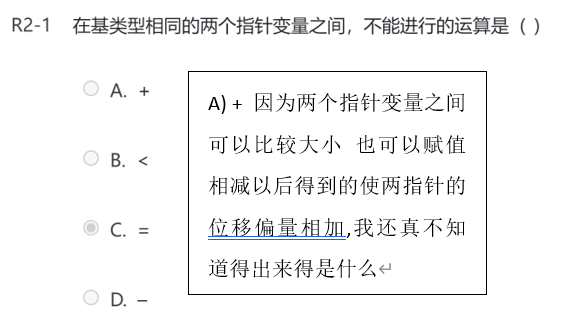 R2-1 在基类型相同的两个指针变量之间，不能进行的运算是（ ）
A. +
B. <
C. =
D. −
A) + 因为两个指针变量之间
可以比较大小 也可以赋值
相减以后得到的使两指针的
位移偏量相加,我还真不知
道得出来得是什么↵